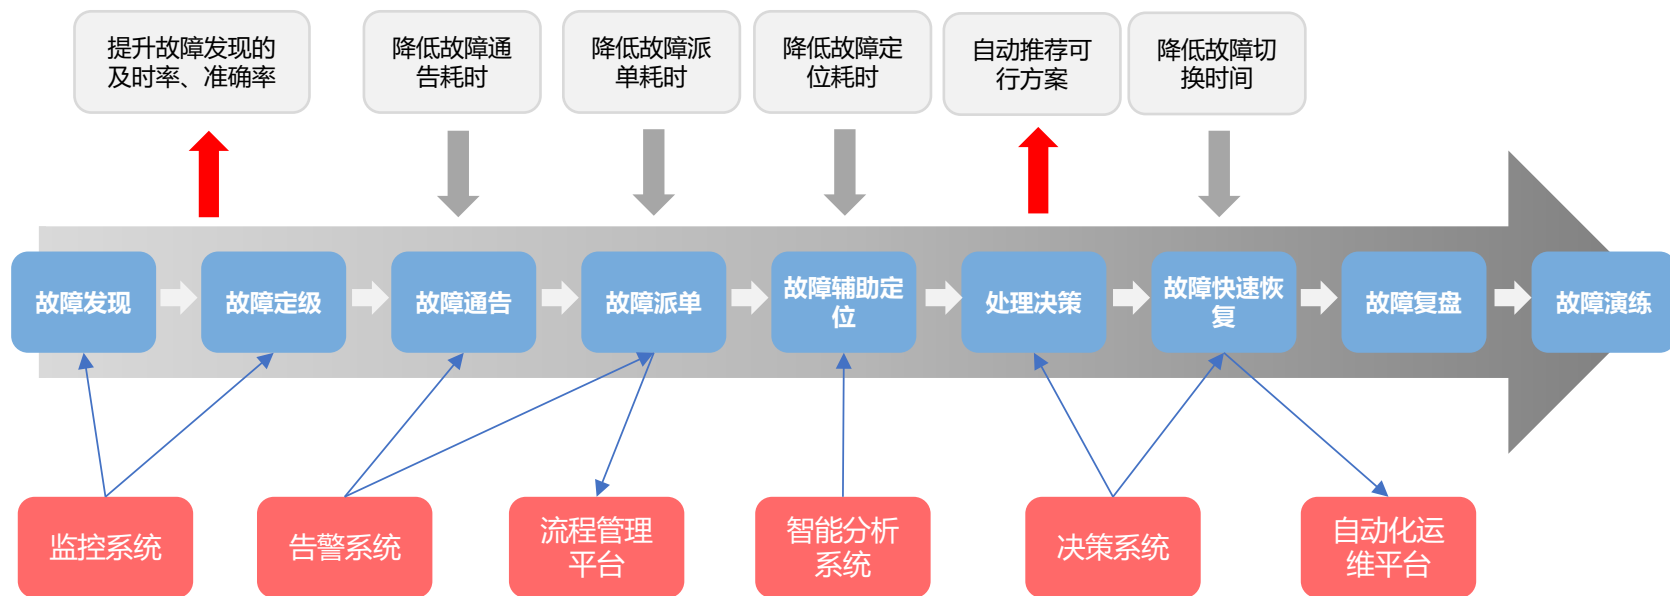 提升故障发现的
及时率、准确率
降低故障通
告耗时
降低故障派
单耗时
降低故障定
位耗时
自动推荐可
行方案
降低故障切
换时间
故障发现
故障定级
故障通告
故障派单
故障辅助定
位
处理决策
故障快速恢
复
故障复盘
故障演练
监控系统
告警系统
流程管理
平台
智能分析
系统
决策系统
自动化运
维平台